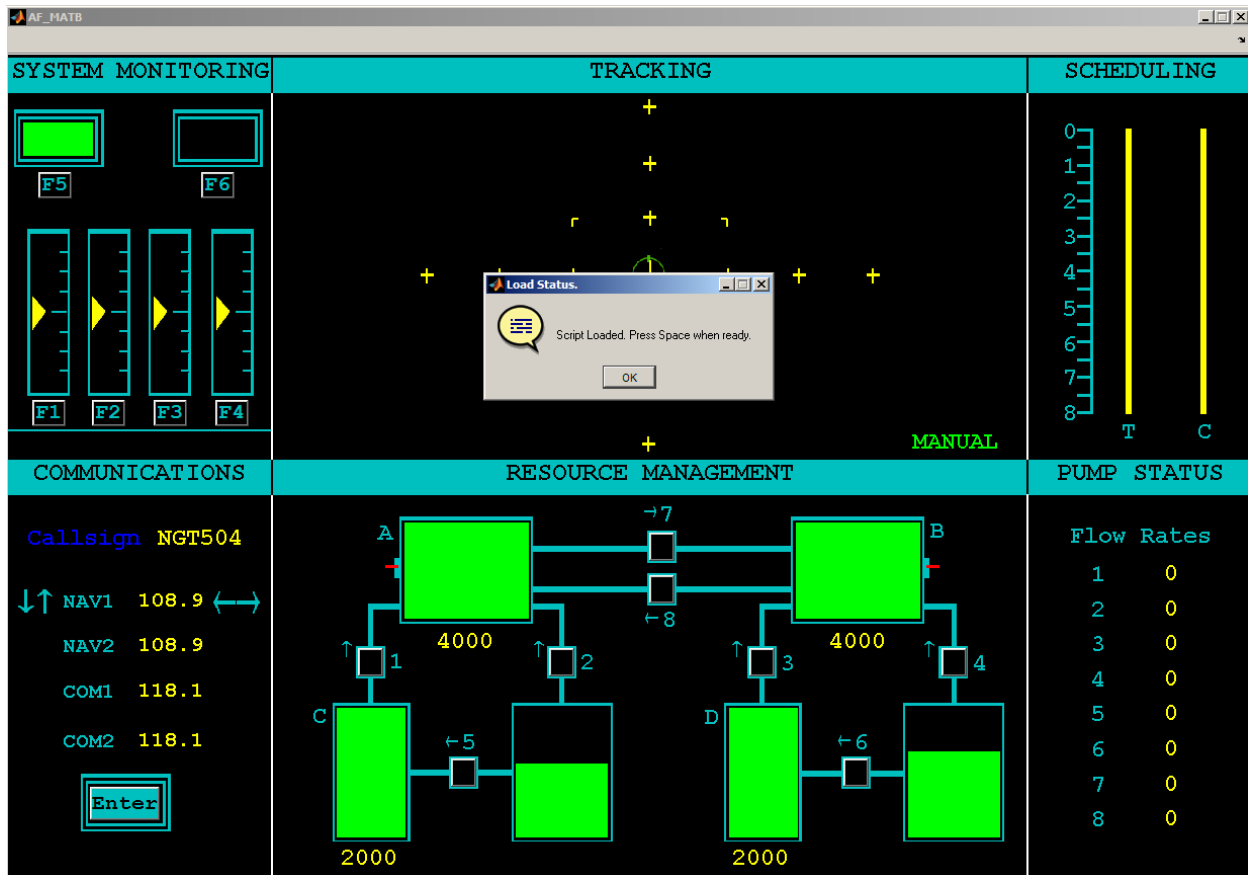 AF_MATB
SYSTEM MONITORING
F5
F6
F1
F2
F3
F4
TRACKING
MANUAL
Load Status.
Script Loaded. Press Space when ready.
OK
SCHEDULING
0
1
2
3
4
5
6
7
8
T
C
COMMUNICATIONS
Callsign NGT504
↓↑ NAV1 108.9 ←→
NAV2 108.9
COM1 118.1
COM2 118.1
Enter
RESOURCE MANAGEMENT
A
→7
B
←8
4000
4000
↑ 1
↑ 2
↑ 3
↑ 4
C
D
←5
←6
2000
2000
PUMP STATUS
Flow Rates
1 0
2 0
3 0
4 0
5 0
6 0
7 0
8 0